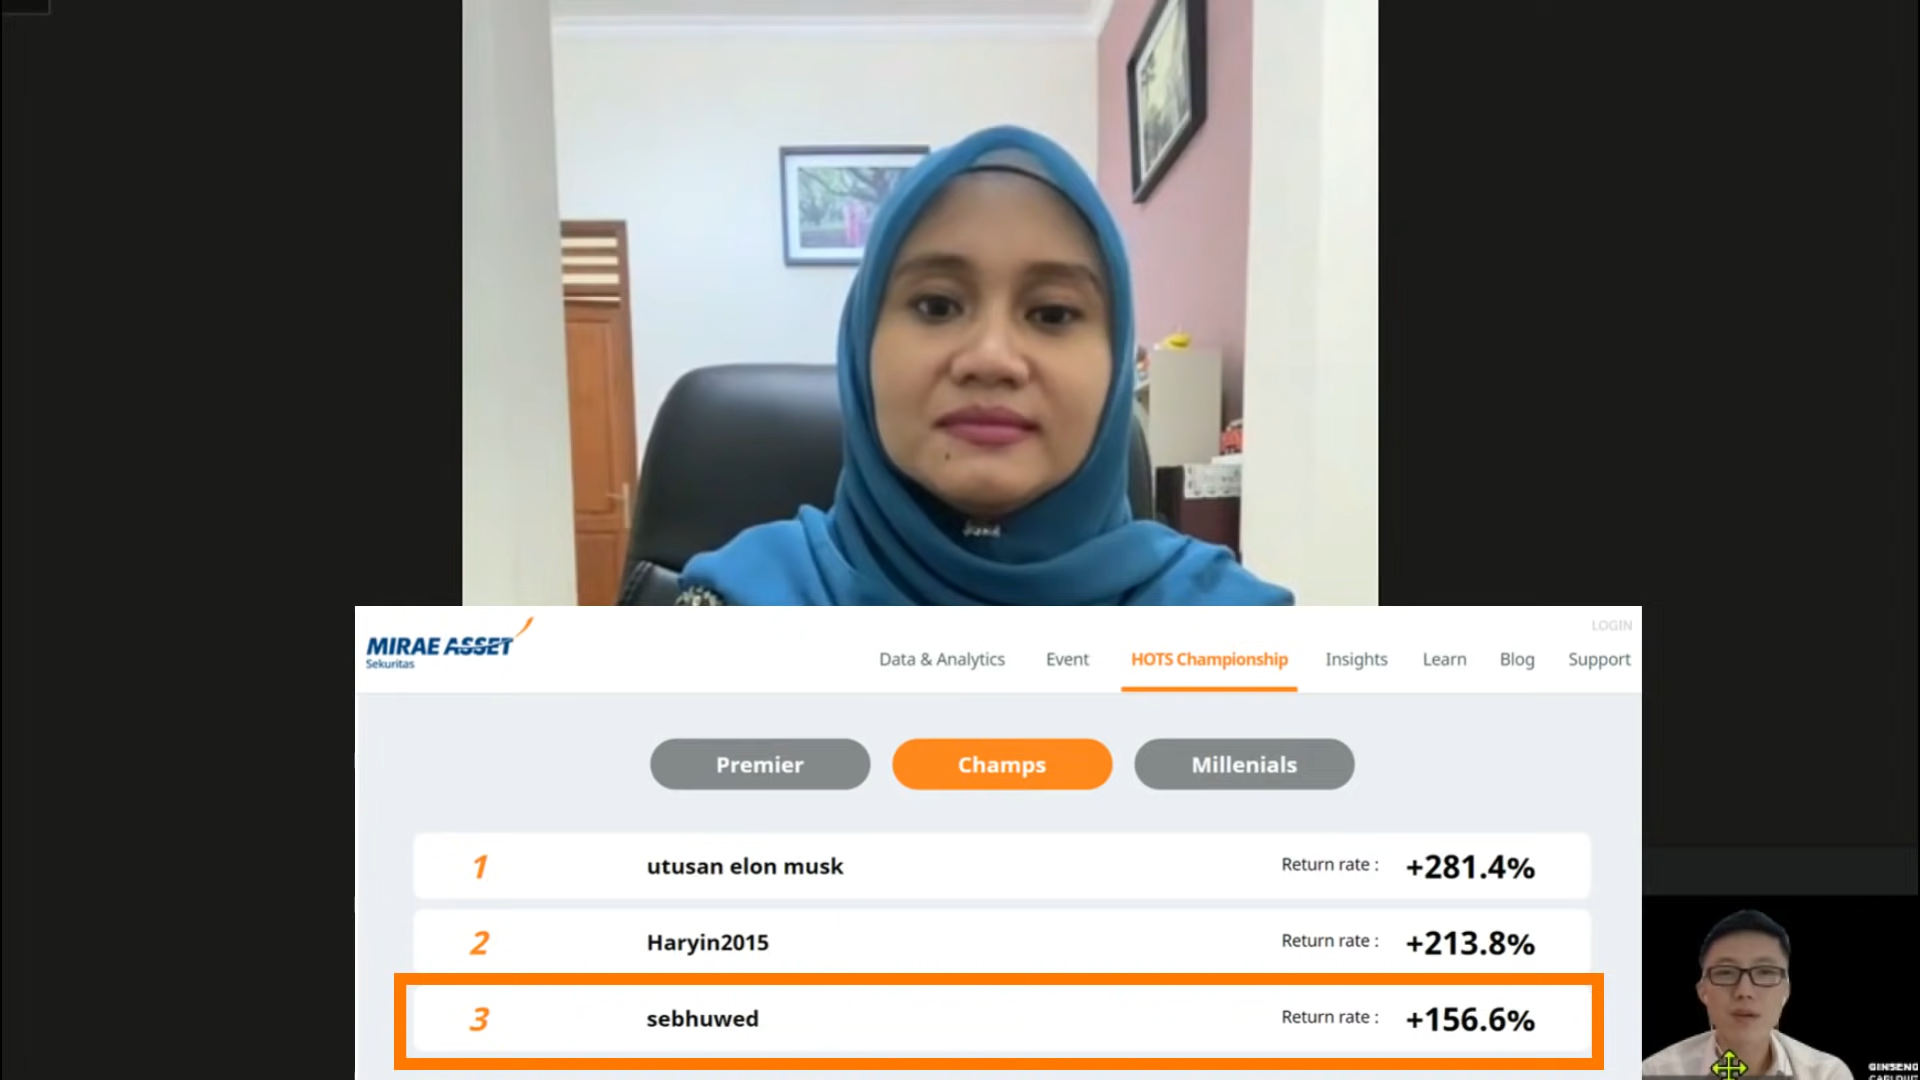 MIRAE ASSET
Sekuritas
LOGIN
Data & Analytics Event HOTS Championship Insights Learn Blog Support
Premier Champs Millenials
1 utusan elon musk Return rate : +281.4%
2 Haryin2015 Return rate : +213.8%
3 sebhuwed Return rate : +156.6%
GINSENG